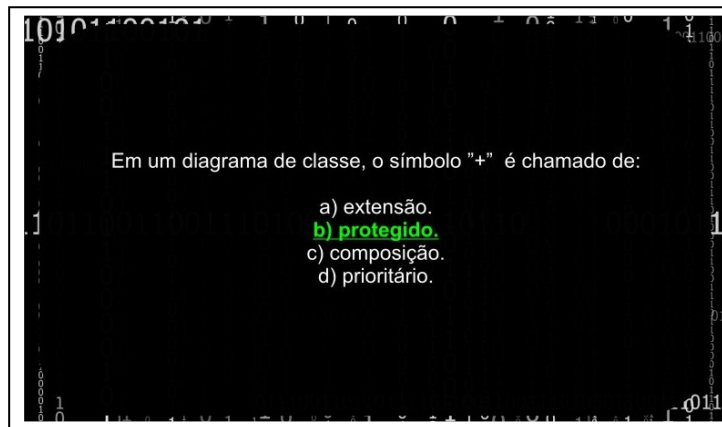 Em um diagrama de classe, o símbolo ”+” é chamado de:
a) extensão.
b) protegido.
c) composição.
d) prioritário.